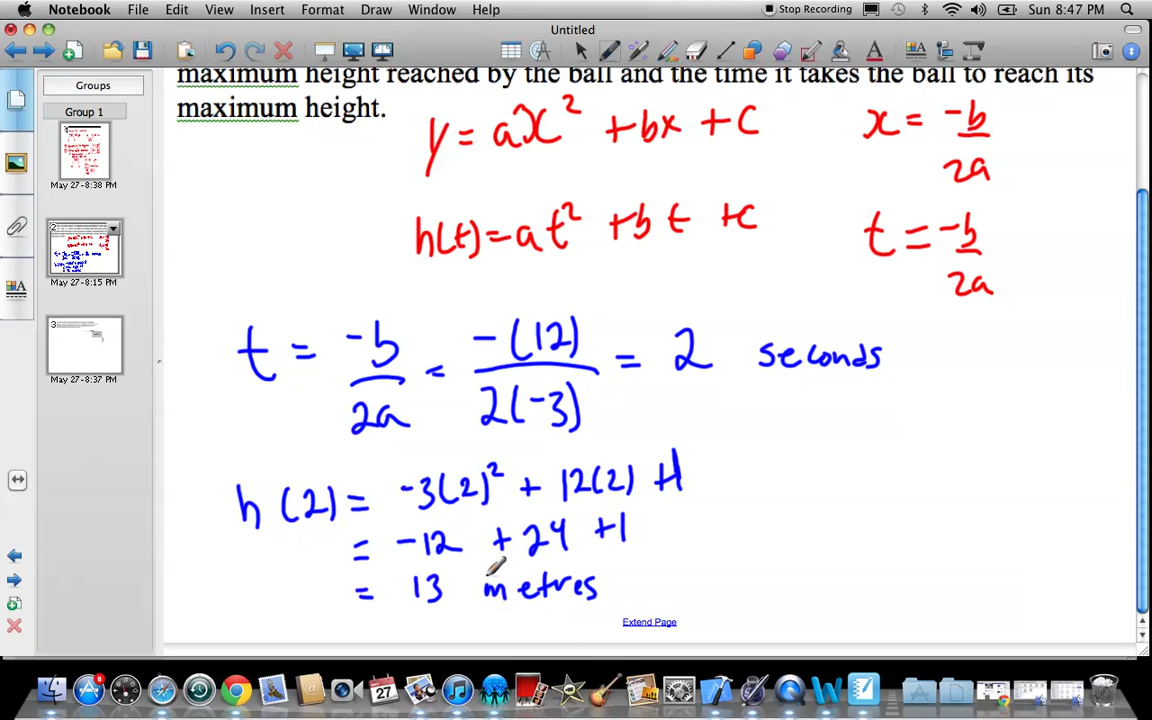 Notebook File Edit View Insert Format Draw Window Help
Stop Recording
Sun 8:47 PM
Untitled
Groups
Group 1
May 27-8:38 PM
2
May 27-8:15 PM
3
May 27-8:37 PM
maximum height reached by the ball and the time it takes the ball to reach its
maximum height.
y = ax² + bx + c
x = -b/2a
h(t) = at² + bt + c
t = -b/2a
t = -b/2a = -(12)/2(-3) = 2 seconds
h(2) = -3(2)² + 12(2) + 1
= -12 + 24 + 1
= 13 metres
Extend Page
6
27